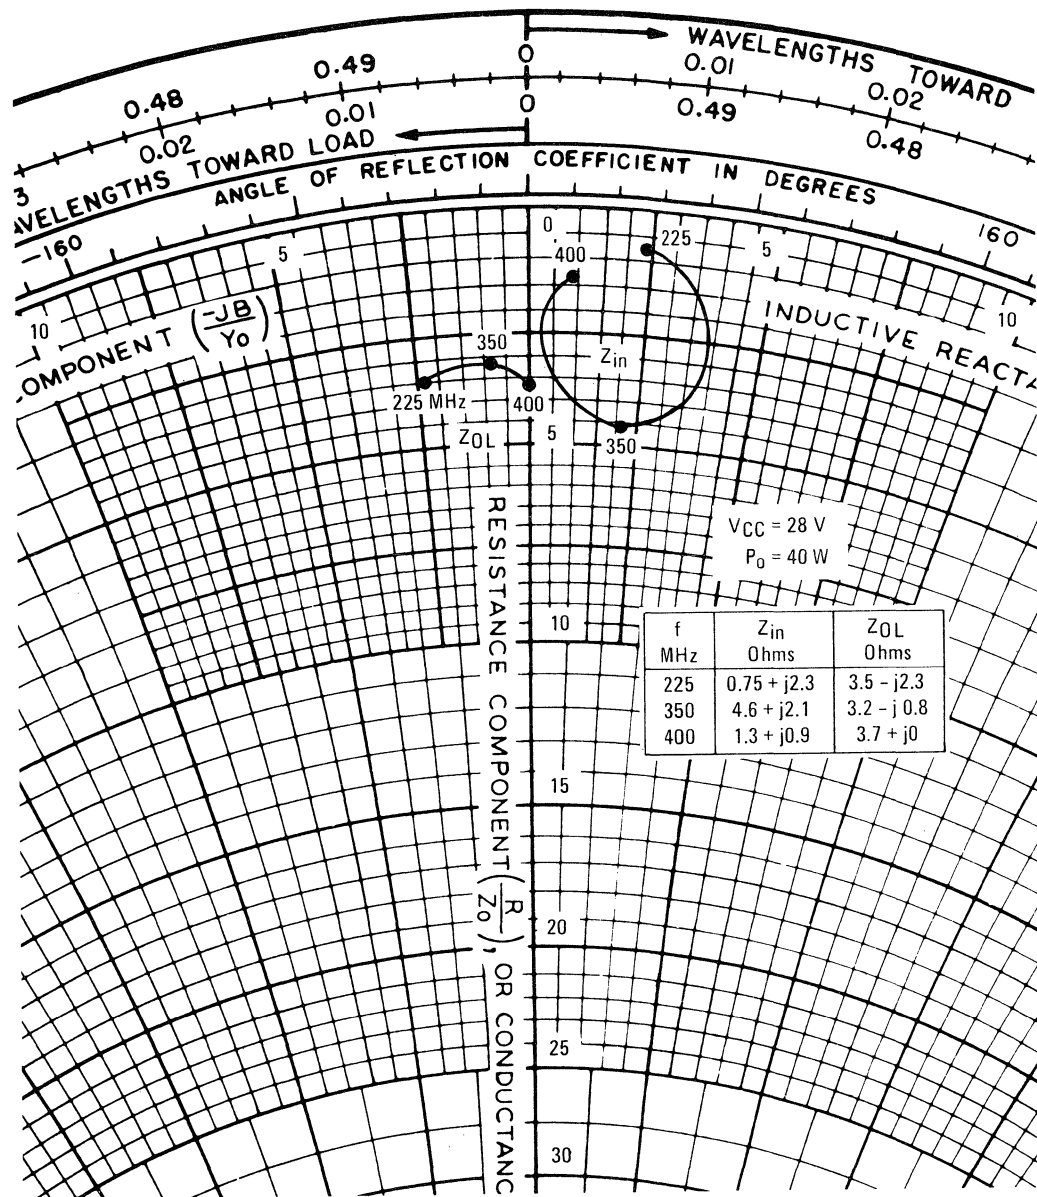 WAVELENGTHS TOWARD
0
0.01
0.02
0.49
0.48
0
0.49
0.48
0.01
0.02
3
AVELENGTHS TOWARD LOAD
ANGLE OF REFLECTION COEFFICIENT IN DEGREES
-160
160
10
5
0
5
10
OMPONENT (-JB/Yo)
INDUCTIVE REACTA
225
400
Zin
350
350
225 MHz
400
ZOL
5
RESISTANCE COMPONENT (R/Zo), OR CONDUCTANC
VCC = 28 V
Po = 40 W
10
f MHz Zin Ohms ZOL Ohms
225 0.75 + j2.3 3.5 – j2.3
350 4.6 + j2.1 3.2 – j 0.8
400 1.3 + j0.9 3.7 + j0
15
20
25
30